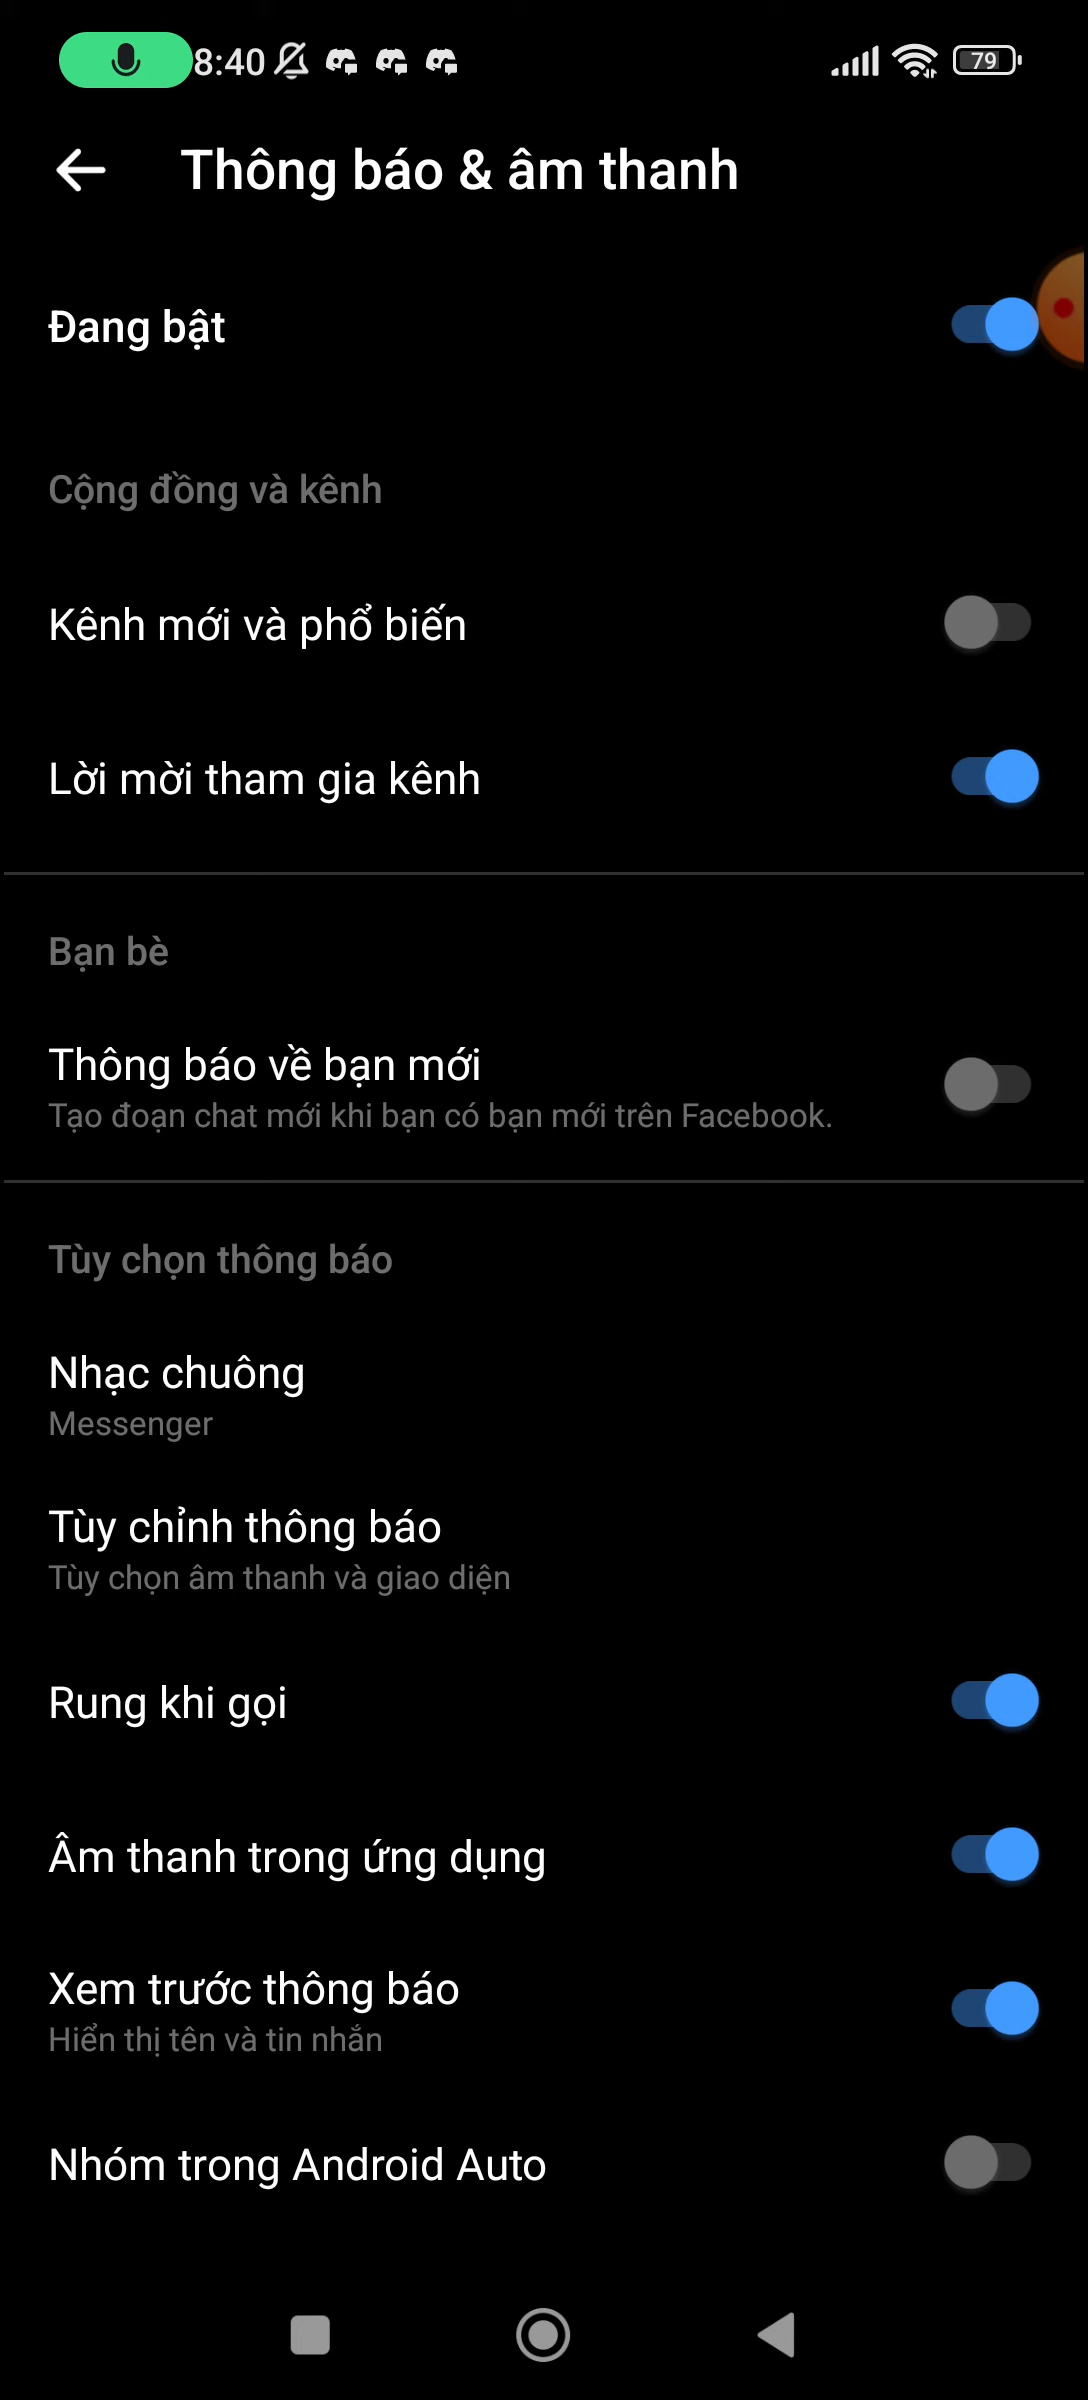 8:40
79
Thông báo & âm thanh
Đang bật
Cộng đồng và kênh
Kênh mới và phổ biến
Lời mời tham gia kênh
Bạn bè
Thông báo về bạn mới
Tạo đoạn chat mới khi bạn có bạn mới trên Facebook.
Tùy chọn thông báo
Nhạc chuông
Messenger
Tùy chỉnh thông báo
Tùy chọn âm thanh và giao diện
Rung khi gọi
Âm thanh trong ứng dụng
Xem trước thông báo
Hiển thị tên và tin nhắn
Nhóm trong Android Auto